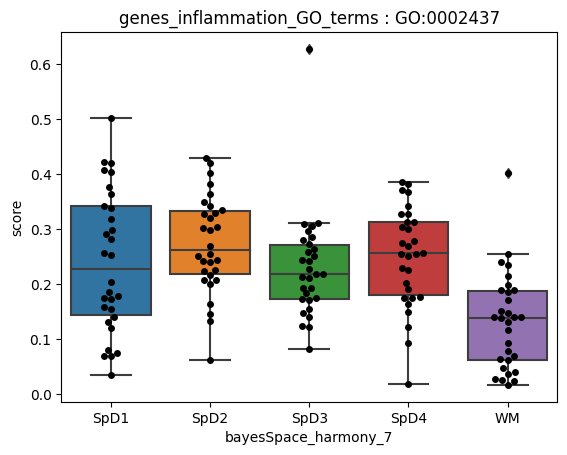 genes_inflammation_GO_terms : GO:0002437
score
0.6
0.5
0.4
0.3
0.2
0.1
0.0
SpD1 SpD2 SpD3 SpD4 WM
bayesSpace_harmony_7